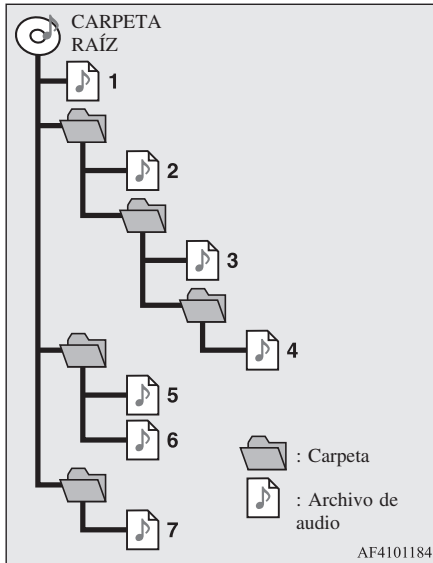 CARPETA
RAÍZ
1
2
3
4
5
6
: Carpeta
: Archivo de
audio
7
AF4101184